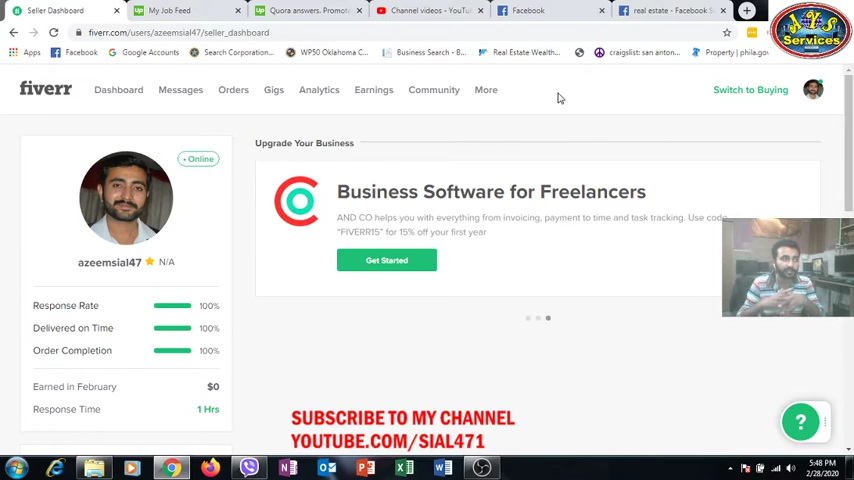 Seller Dashboard
My Job Feed
Quora answers. Promot
Channel videos - YouTu
Facebook
real estate - Facebook S
fiverr.com/users/azeemsial47/seller_dashboard
Apps
Google Accounts
Search Corporation...
WP50 Oklahoma C...
Business Search - B...
Real Estate Wealth...
craigslist: san anton...
Property | phila.gov
JYS
Services
fiverr
Dashboard
Messages
Orders
Gigs
Analytics
Earnings
Community
More
Switch to Buying
Online
azeemsial47 N/A
Response Rate 100%
Delivered on Time 100%
Order Completion 100%
Earned in February $0
Response Time 1 Hrs
Upgrade Your Business
Business Software for Freelancers
AND CO helps you with everything from invoicing, payment to time and task tracking. Use code
“FIVERR15” for 15% off your first year
Get Started
SUBSCRIBE TO MY CHANNEL
YOUTUBE.COM/SIAL471
?
5:48 PM
2/28/2020